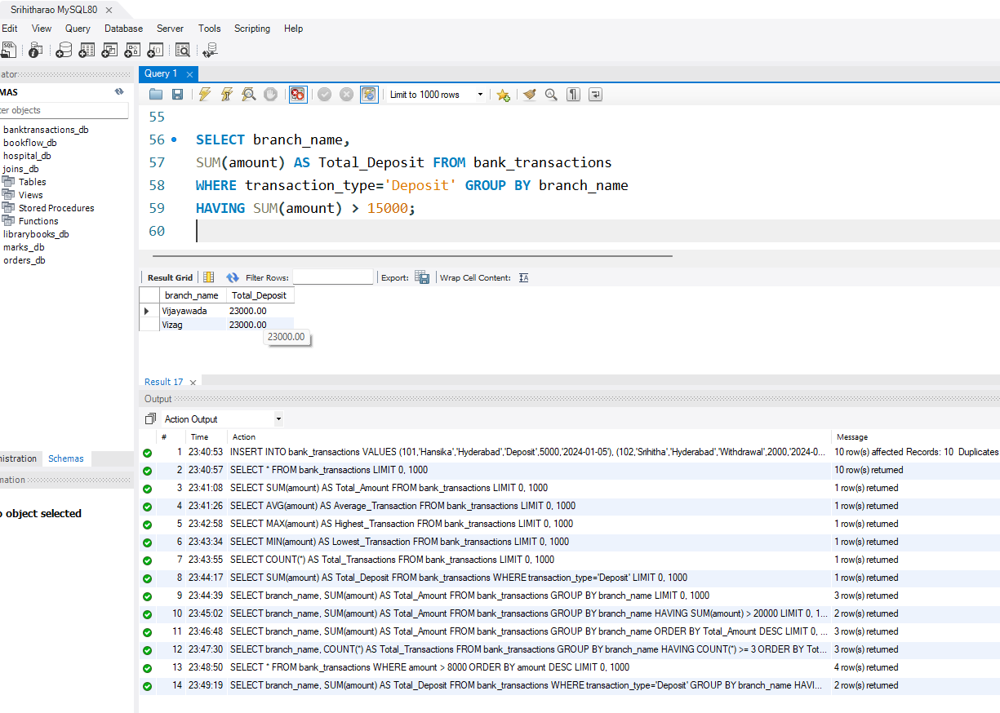 Srihitharao MySQL80
Edit View Query Database Server Tools Scripting Help
ator
MAS
er objects
banktransactions_db
bookflow_db
hospital_db
joins_db
Tables
Views
Stored Procedures
Functions
librarybooks_db
marks_db
orders_db
nistration Schemas
mation
o object selected
Query 1
Limit to 1000 rows
55
56 SELECT branch_name,
57 SUM(amount) AS Total_Deposit FROM bank_transactions
58 WHERE transaction_type='Deposit' GROUP BY branch_name
59 HAVING SUM(amount) > 15000;
60
Result Grid Filter Rows: Export: Wrap Cell Content:
branch_name Total_Deposit
Vijayawada 23000.00
Vizag 23000.00
23000.00
Result 17
Output
Action Output
# Time Action Message
1 23:40:53 INSERT INTO bank_transactions VALUES (101,'Hansika','Hyderabad','Deposit',5000,'2024-01-05'), (102,'Srihitha','Hyderabad','Withdrawal',2000,'2024-0... 10 row(s) affected Records: 10 Duplicates
2 23:40:57 SELECT * FROM bank_transactions LIMIT 0, 1000 10 row(s) returned
3 23:41:08 SELECT SUM(amount) AS Total_Amount FROM bank_transactions LIMIT 0, 1000 1 row(s) returned
4 23:41:26 SELECT AVG(amount) AS Average_Transaction FROM bank_transactions LIMIT 0, 1000 1 row(s) returned
5 23:42:58 SELECT MAX(amount) AS Highest_Transaction FROM bank_transactions LIMIT 0, 1000 1 row(s) returned
6 23:43:34 SELECT MIN(amount) AS Lowest_Transaction FROM bank_transactions LIMIT 0, 1000 1 row(s) returned
7 23:43:55 SELECT COUNT(*) AS Total_Transactions FROM bank_transactions LIMIT 0, 1000 1 row(s) returned
8 23:44:17 SELECT SUM(amount) AS Total_Deposit FROM bank_transactions WHERE transaction_type='Deposit' LIMIT 0, 1000 1 row(s) returned
9 23:44:39 SELECT branch_name, SUM(amount) AS Total_Amount FROM bank_transactions GROUP BY branch_name LIMIT 0, 1000 3 row(s) returned
10 23:45:02 SELECT branch_name, SUM(amount) AS Total_Amount FROM bank_transactions GROUP BY branch_name HAVING SUM(amount) > 20000 LIMIT 0, 1... 2 row(s) returned
11 23:46:48 SELECT branch_name, SUM(amount) AS Total_Amount FROM bank_transactions GROUP BY branch_name ORDER BY Total_Amount DESC LIMIT 0, ... 3 row(s) returned
12 23:47:30 SELECT branch_name, COUNT(*) AS Total_Transactions FROM bank_transactions GROUP BY branch_name HAVING COUNT(*) >= 3 ORDER BY Tot... 3 row(s) returned
13 23:48:50 SELECT * FROM bank_transactions WHERE amount > 8000 ORDER BY amount DESC LIMIT 0, 1000 4 row(s) returned
14 23:49:19 SELECT branch_name, SUM(amount) AS Total_Deposit FROM bank_transactions WHERE transaction_type='Deposit' GROUP BY branch_name HAVI... 2 row(s) returned